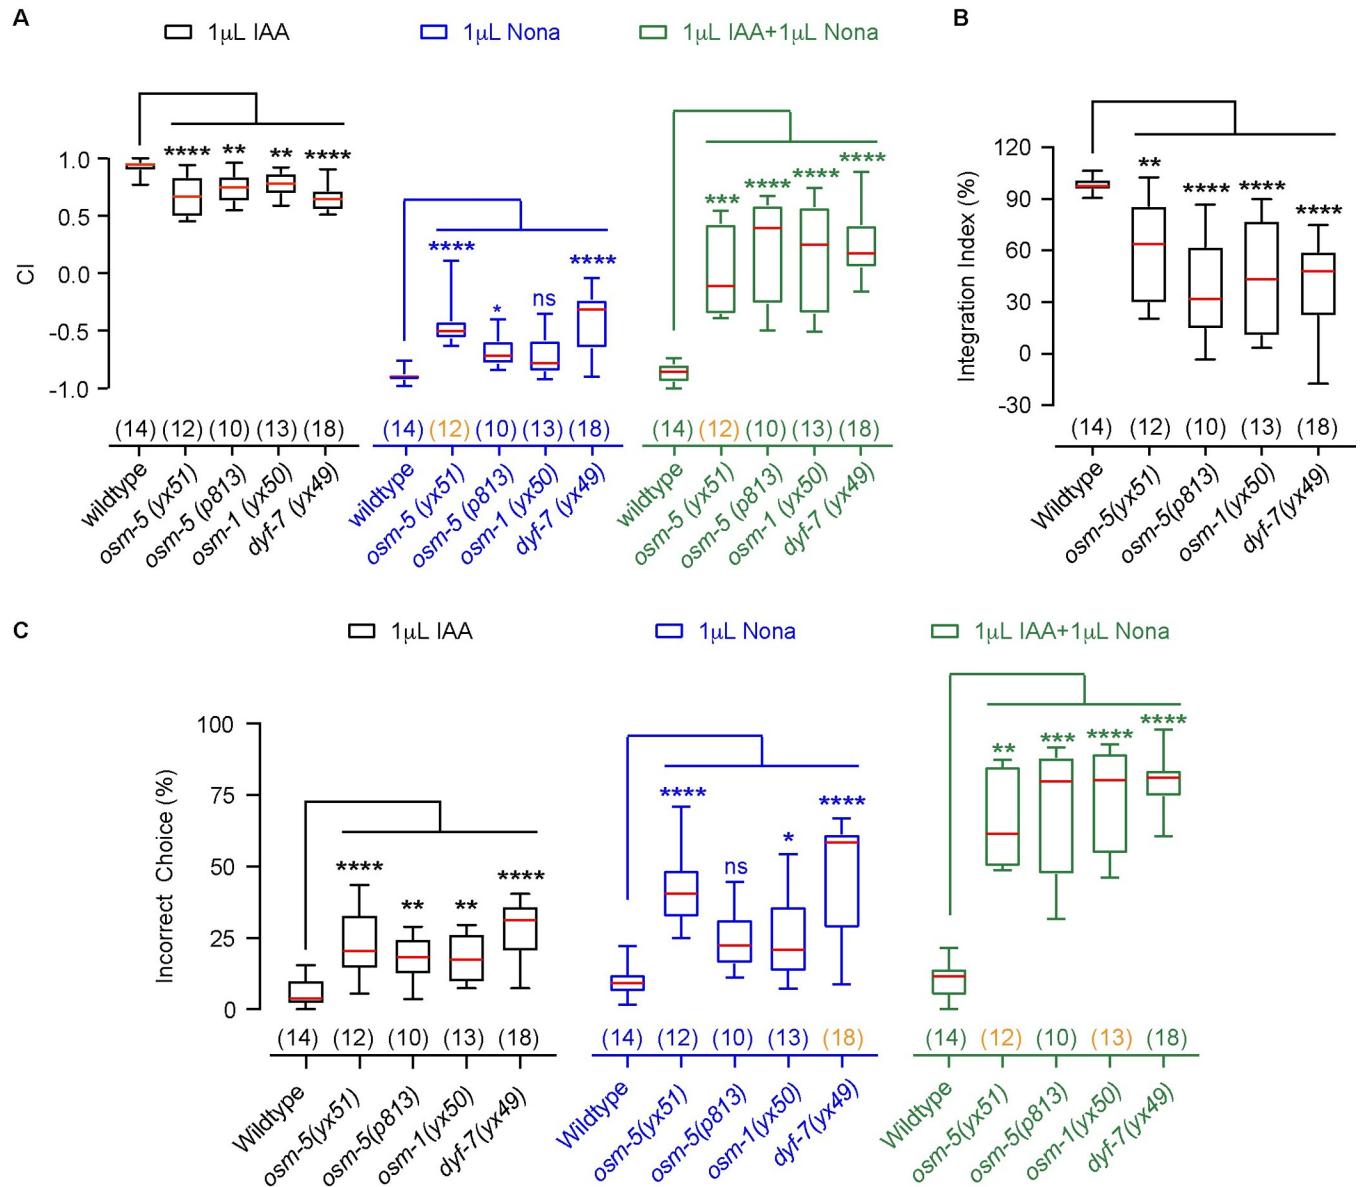 A
1μL IAA 1μL Nona 1μL IAA+1μL Nona
CI
1.0
0.5
0.0
-0.5
-1.0
**** ** ** ****
**** * ns ****
*** **** **** ****
(14) (12) (10) (13) (18)
(14) (12) (10) (13) (18)
(14) (12) (10) (13) (18)
wildtype
osm-5 (yx51)
osm-5 (p813)
osm-1 (yx50)
dyf-7 (yx49)
wildtype
osm-5 (yx51)
osm-5 (p813)
osm-1 (yx50)
dyf-7 (yx49)
wildtype
osm-5 (yx51)
osm-5 (p813)
osm-1 (yx50)
dyf-7 (yx49)
B
Integration Index (%)
120
90
60
30
0
-30
** **** **** ****
(14) (12) (10) (13) (18)
Wildtype
osm-5(yx51)
osm-5(p813)
osm-1(yx50)
dyf-7(yx49)
C
1μL IAA 1μL Nona 1μL IAA+1μL Nona
Incorrect Choice (%)
100
75
50
25
0
**** ** ** ****
**** ns * ****
** *** **** ****
(14) (12) (10) (13) (18)
(14) (12) (10) (13) (18)
(14) (12) (10) (13) (18)
Wildtype
osm-5(yx51)
osm-5(p813)
osm-1(yx50)
dyf-7(yx49)
Wildtype
osm-5(yx51)
osm-5(p813)
osm-1(yx50)
dyf-7(yx49)
Wildtype
osm-5(yx51)
osm-5(p813)
osm-1(yx50)
dyf-7(yx49)